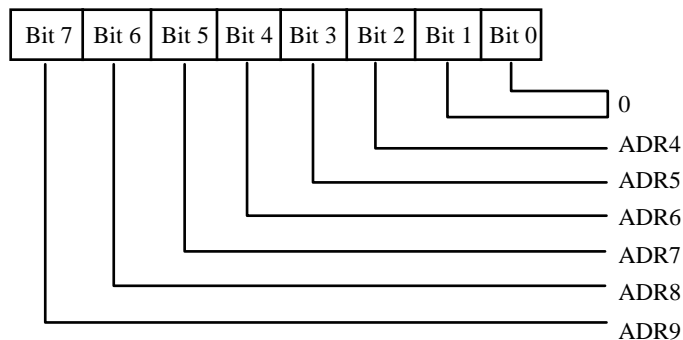 Bit 7 Bit 6 Bit 5 Bit 4 Bit 3 Bit 2 Bit 1 Bit 0
0
ADR4
ADR5
ADR6
ADR7
ADR8
ADR9